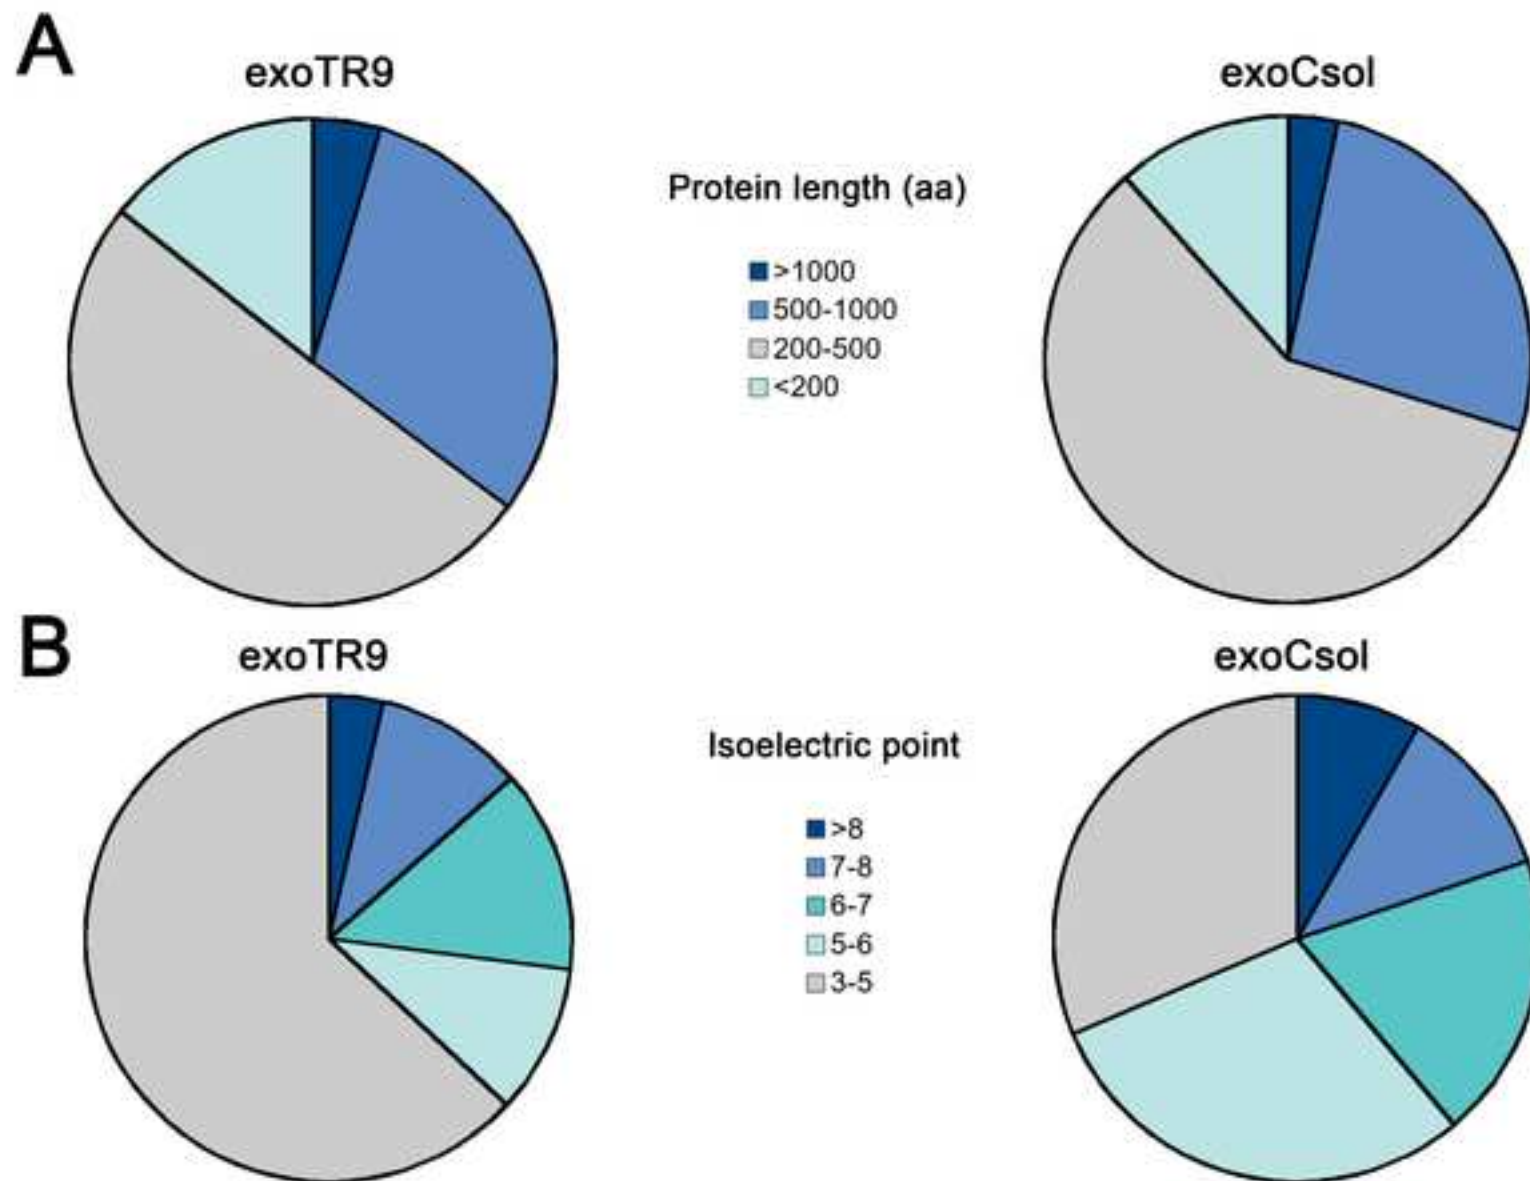 A
exoTR9
exoCsol
Protein length (aa)
>1000
500-1000
200-500
<200
B
exoTR9
exoCsol
Isoelectric point
>8
7-8
6-7
5-6
3-5